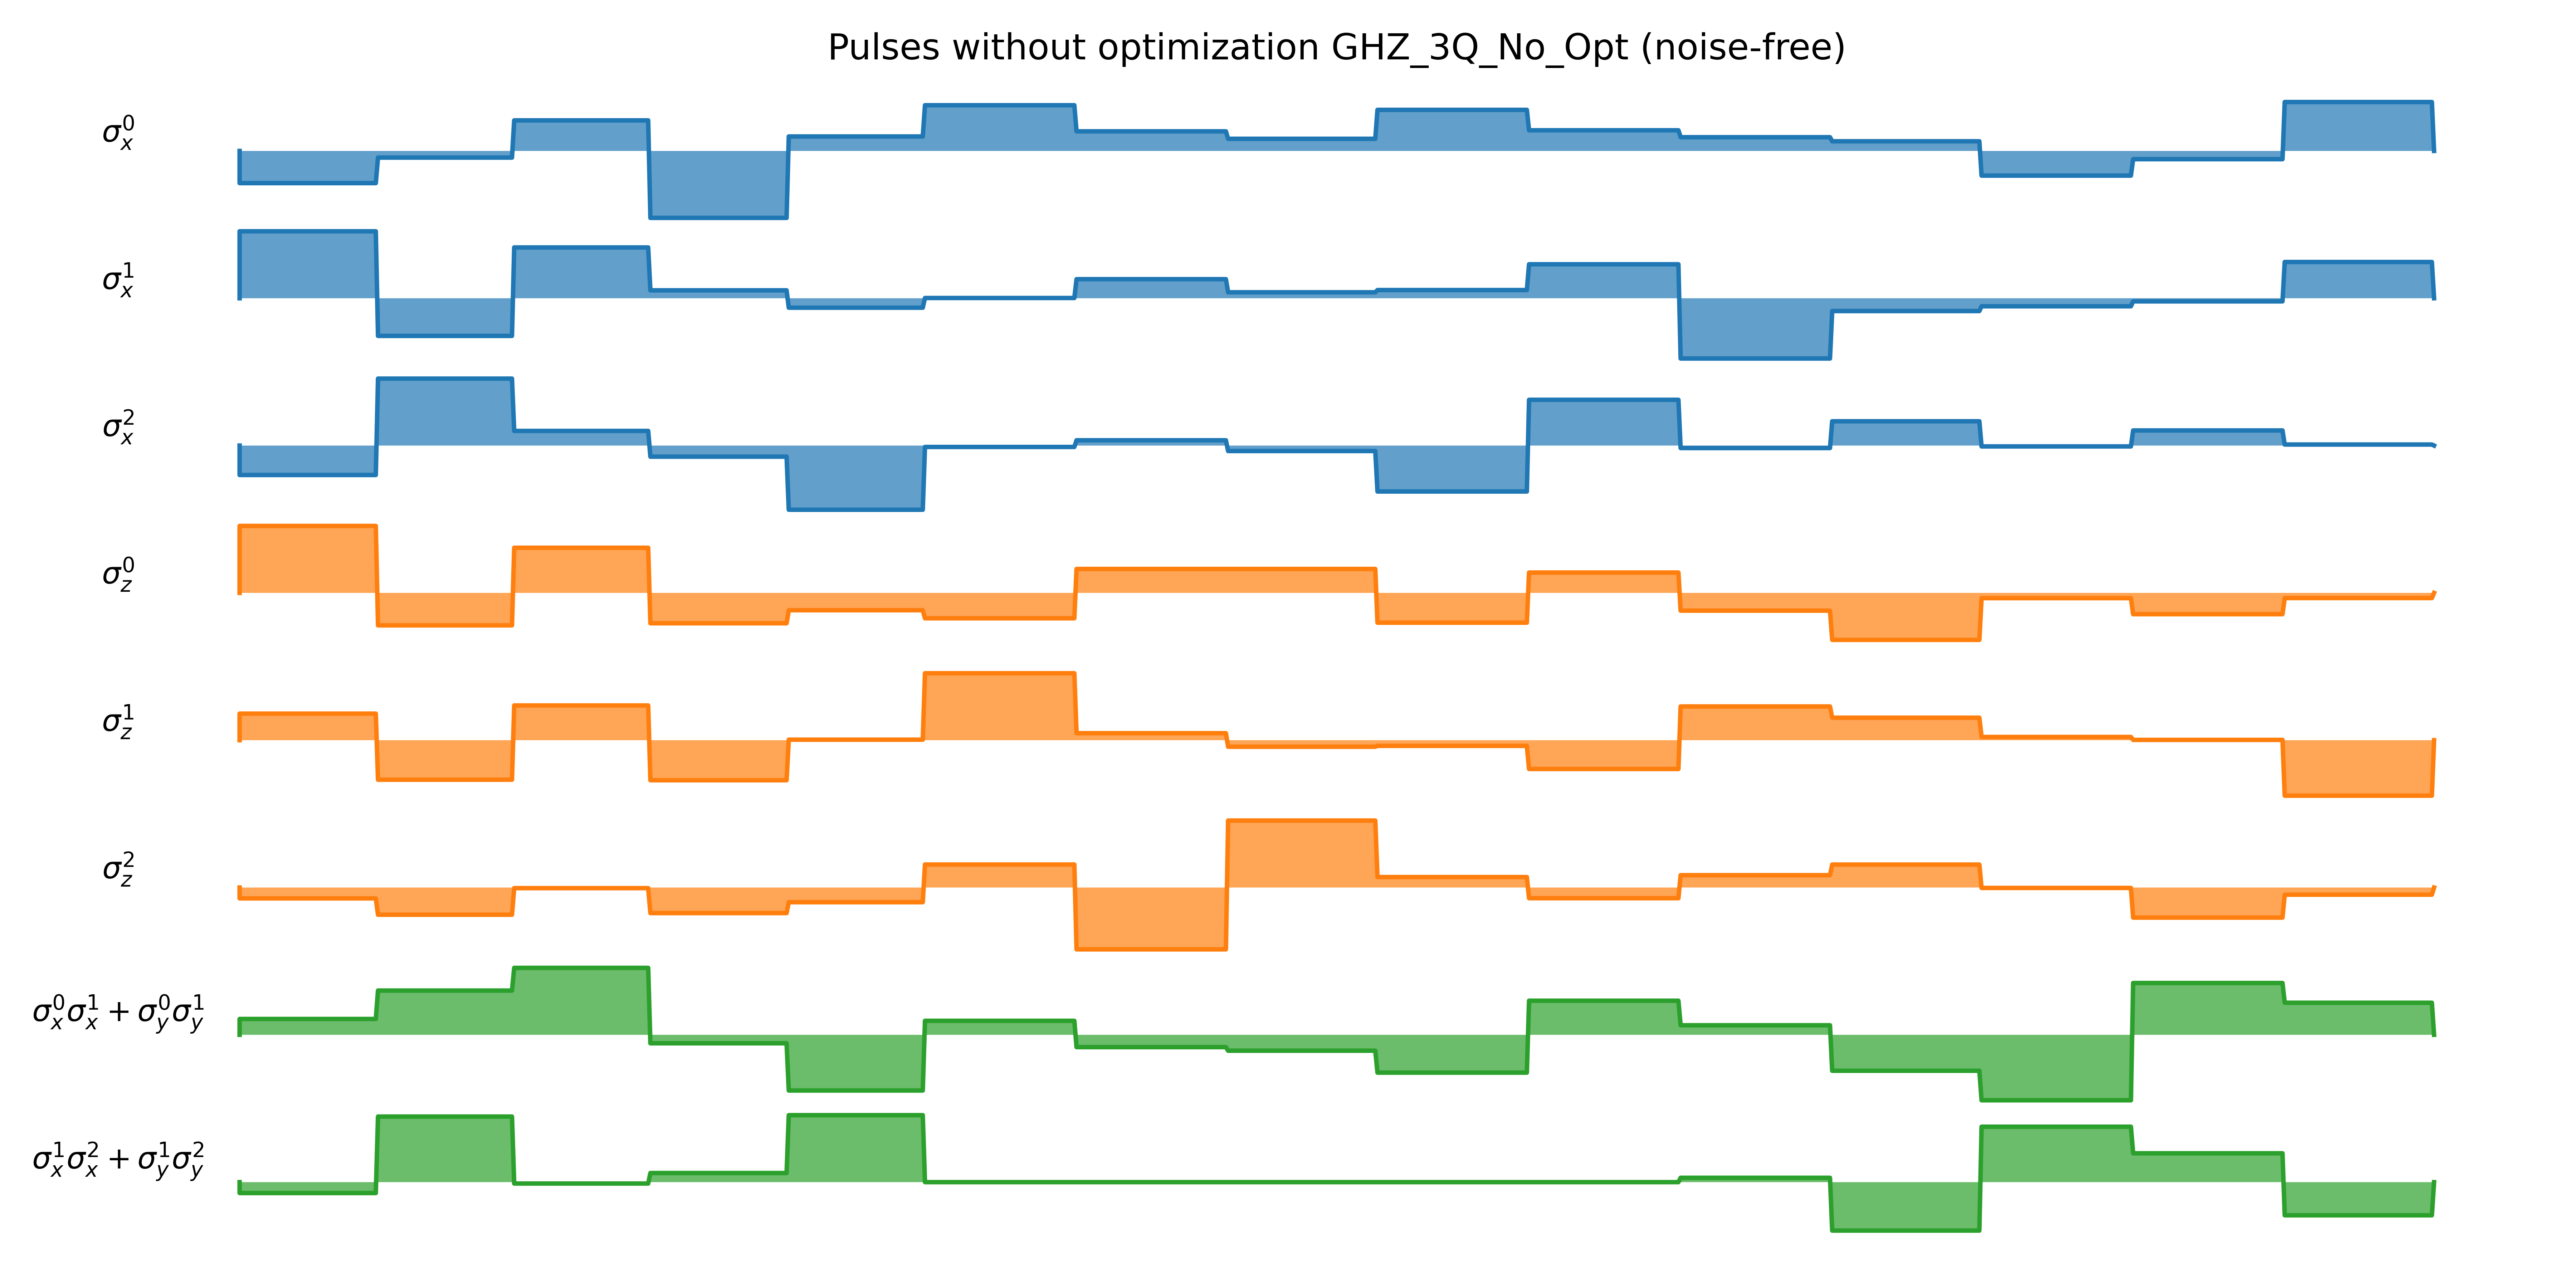 Pulses without optimization GHZ_3Q_No_Opt (noise-free)
σ_x^0
σ_x^1
σ_x^2
σ_z^0
σ_z^1
σ_z^2
σ_x^0σ_x^1 + σ_y^0σ_y^1
σ_x^1σ_x^2 + σ_y^1σ_y^2